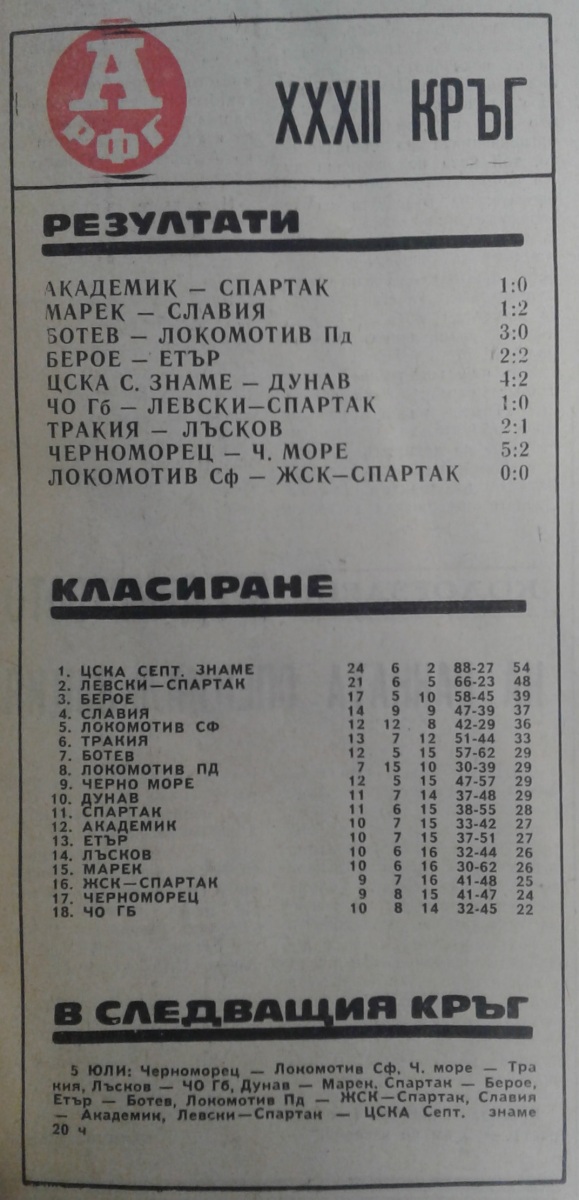 А
РФГ
XXXII КРЪГ
РЕЗУЛТАТИ
АКАДЕМИК — СПАРТАК 1:0
МАРЕК — СЛАВИЯ 1:2
БОТЕВ — ЛОКОМОТИВ Пд 3:0
БЕРОЕ — ЕТЪР 2:2
ЦСКА С. ЗНАМЕ — ДУНАВ 4:2
ЧО Гб — ЛЕВСКИ—СПАРТАК 1:0
ТРАКИЯ — ЛЪСКОВ 2:1
ЧЕРНОМОРЕЦ — Ч. МОРЕ 5:2
ЛОКОМОТИВ Сф — ЖСК—СПАРТАК 0:0
КЛАСИРАНЕ
1. ЦСКА СЕПТ. ЗНАМЕ 24 6 2 88-27 54
2. ЛЕВСКИ—СПАРТАК 21 6 5 66-23 48
3. БЕРОЕ 17 5 10 58-45 39
4. СЛАВИЯ 14 9 9 47-39 37
5. ЛОКОМОТИВ СФ 12 12 8 42-29 36
6. ТРАКИЯ 13 7 12 51-44 33
7. БОТЕВ 12 5 15 57-62 29
8. ЛОКОМОТИВ ПД 7 15 10 30-39 29
9. ЧЕРНО МОРЕ 12 5 15 47-57 29
10. ДУНАВ 11 7 14 37-48 29
11. СПАРТАК 11 6 15 38-55 28
12. АКАДЕМИК 10 7 15 33-42 27
13. ЕТЪР 10 7 15 37-51 27
14. ЛЪСКОВ 10 6 16 32-44 26
15. МАРЕК 10 6 16 30-62 26
16. ЖСК—СПАРТАК 9 7 16 41-48 25
17. ЧЕРНОМОРЕЦ 9 8 15 41-47 24
18. ЧО ГБ 10 8 14 32-45 22
В СЛЕДВАЩИЯ КРЪГ
5 ЮЛИ: Черноморец — Локомотив Сф, Ч. море — Тра
кия, Лъсков — ЧО Гб, Дунав — Марек, Спартак — Берое,
Етър — Ботев, Локомотив Пд — ЖСК—Спартак, Славия
— Академик, Левски—Спартак — ЦСКА Септ. знаме
20 ч